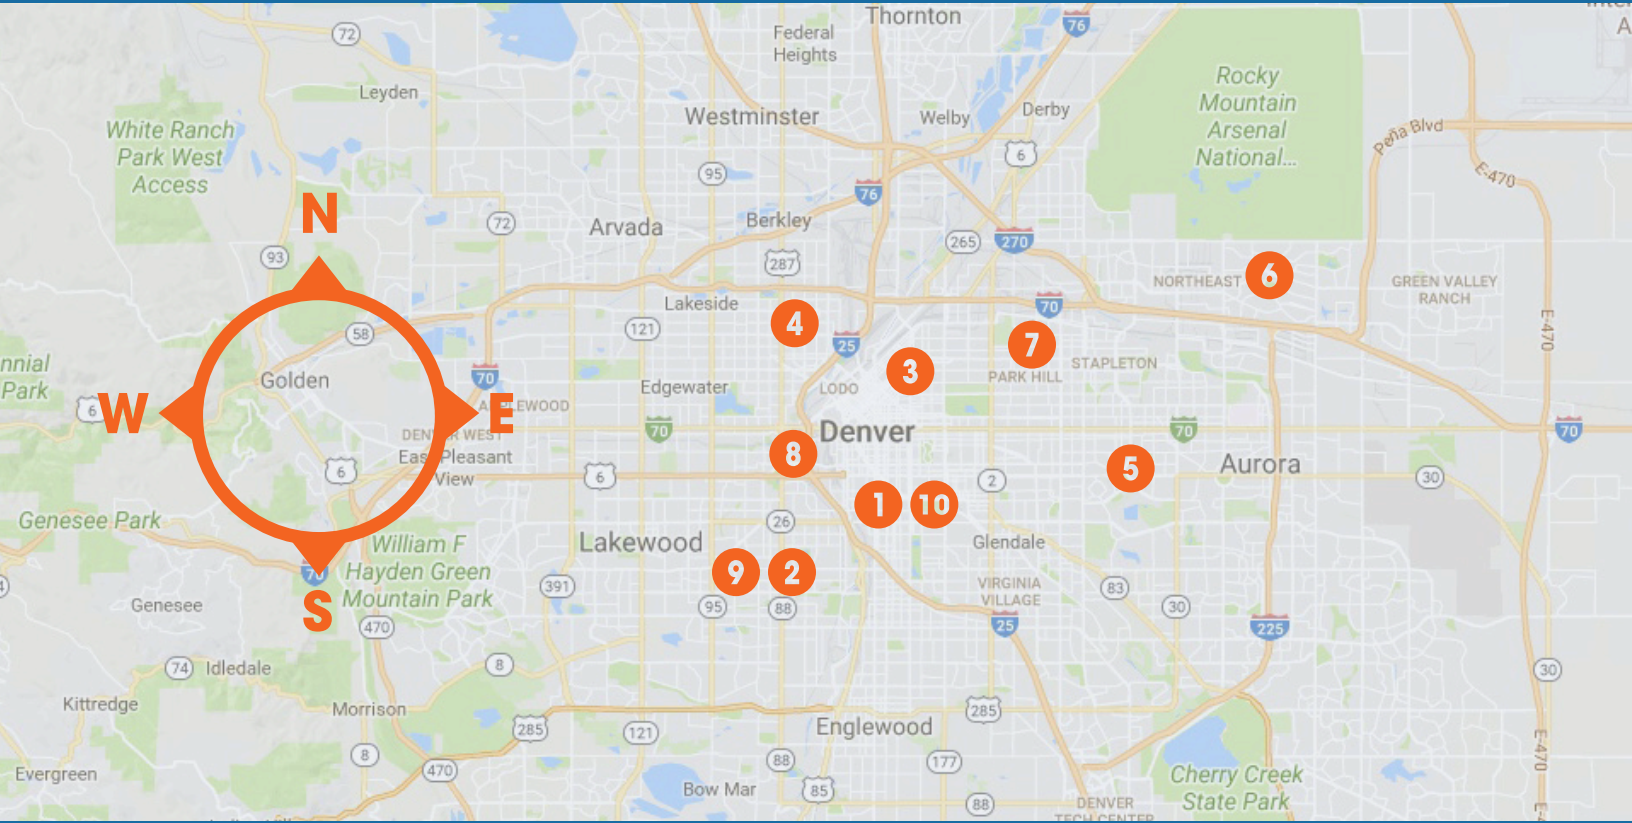 Thornton
76
72
Federal
Heights
Leyden
Rocky
Mountain
Arsenal
National...
Westminster
Welby
Derby
White Ranch
Park West
Access
Peña Blvd
6
95
E-470
76
N
72
Arvada
Berkley
265
270
93
287
NORTHEAST
6
GREEN VALLEY
RANCH
Lakeside
70
58
121
4
25
7
E-470
nnial
Park
Golden
70
3
PARK HILL
STAPLETON
Edgewater
LODO
6
W
E
70
Denver
70
70
DENVER WEST
East Pleasant
View
8
5
Aurora
6
6
2
30
1
10
Genesee Park
26
Lakewood
Glendale
William F
Hayden Green
Mountain Park
70
9
2
391
VIRGINIA
VILLAGE
83
30
Genesee
S
95
88
25
225
470
74
Idledale
8
30
Kittredge
Morrison
285
285
121
Englewood
8
E-470
470
88
177
Evergreen
Cherry Creek
State Park
Bow Mar
85
88
DENVER
TECH CENTER